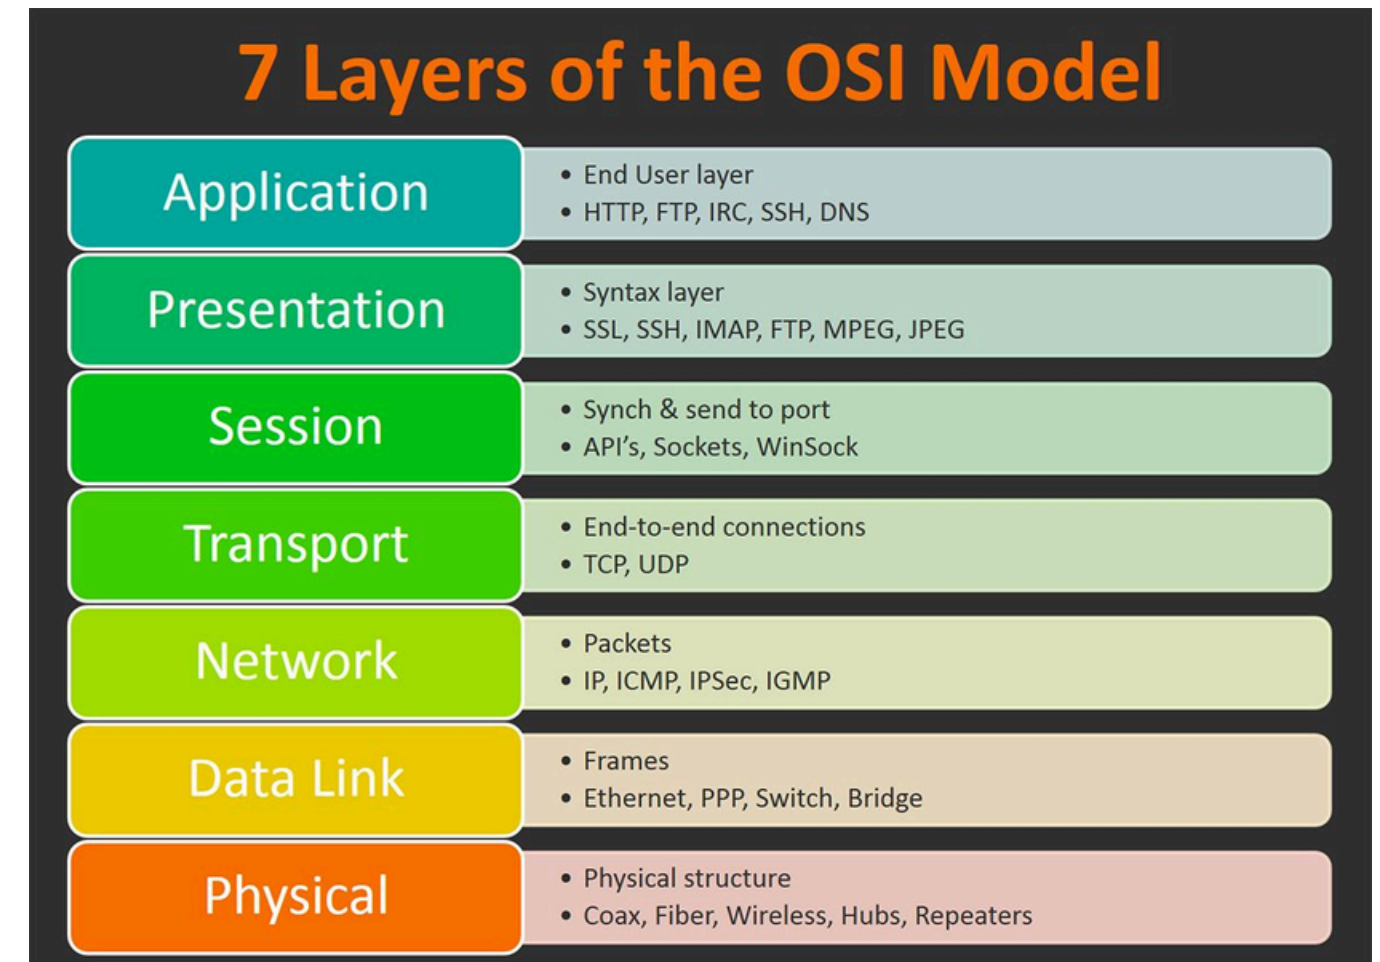 7 Layers of the OSI Model
Application
• End User layer
• HTTP, FTP, IRC, SSH, DNS
Presentation
• Syntax layer
• SSL, SSH, IMAP, FTP, MPEG, JPEG
Session
• Synch & send to port
• API's, Sockets, WinSock
Transport
• End-to-end connections
• TCP, UDP
Network
• Packets
• IP, ICMP, IPSec, IGMP
Data Link
• Frames
• Ethernet, PPP, Switch, Bridge
Physical
• Physical structure
• Coax, Fiber, Wireless, Hubs, Repeaters